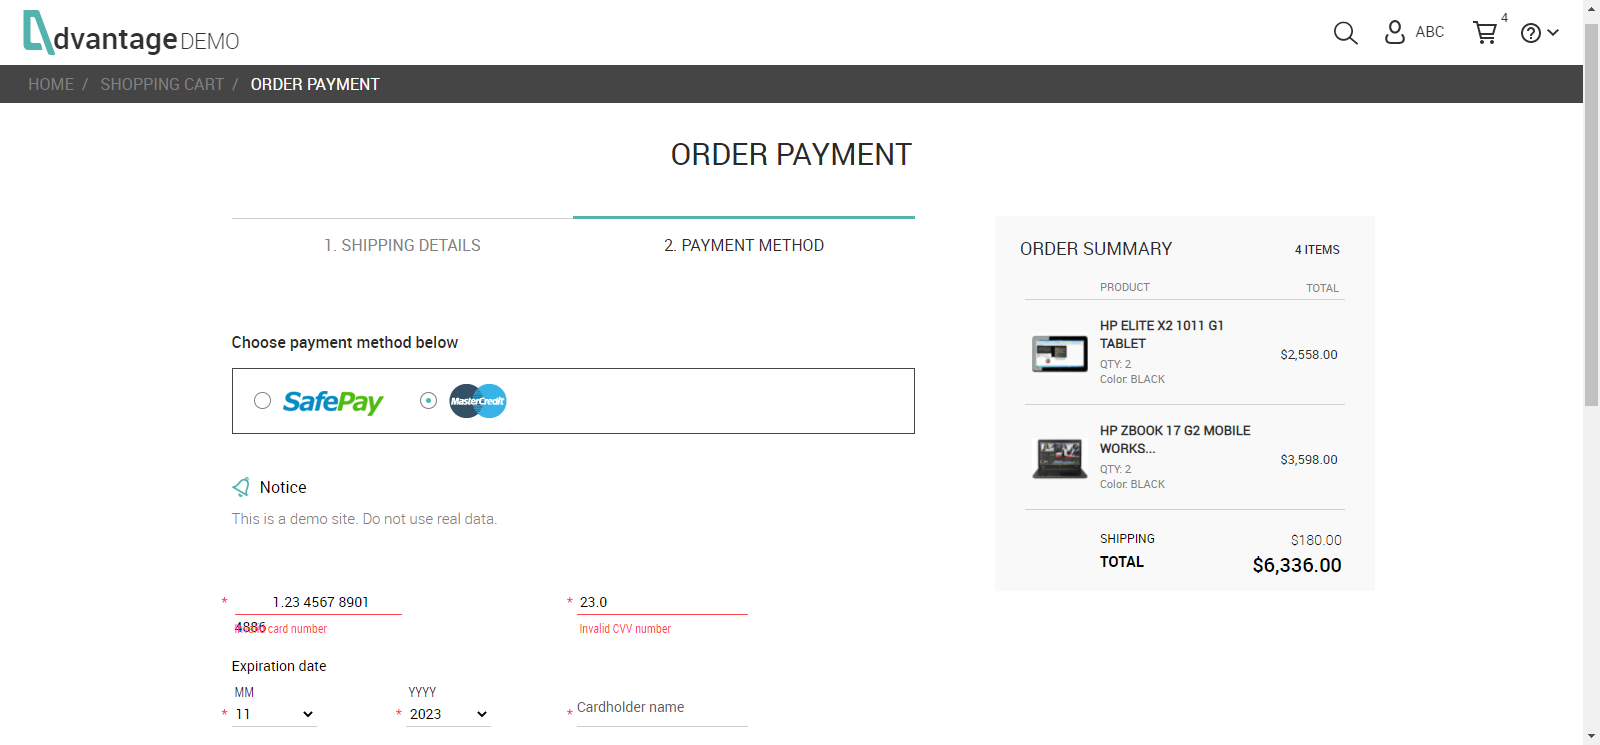 AdvantageDEMO
ABC
4
HOME / SHOPPING CART / ORDER PAYMENT
ORDER PAYMENT
1. SHIPPING DETAILS
2. PAYMENT METHOD
Choose payment method below
SafePay
MasterCredit
Notice
This is a demo site. Do not use real data.
* 1.23 4567 8901
4886
Invalid card number
* 23.0
Invalid CVV number
Expiration date
MM
* 11
YYYY
* 2023
* Cardholder name
ORDER SUMMARY
4 ITEMS
PRODUCT
TOTAL
HP ELITE X2 1011 G1
TABLET
QTY: 2
Color: BLACK
$2,558.00
HP ZBOOK 17 G2 MOBILE
WORKS...
QTY: 2
Color: BLACK
$3,598.00
SHIPPING
$180.00
TOTAL
$6,336.00